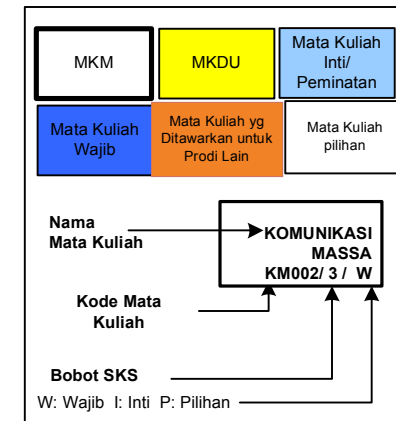 MKM
MKDU
Mata Kuliah
Inti/
Peminatan
Mata Kuliah
Wajib
Mata Kuliah yg
Ditawarkan untuk
Prodi Lain
Mata Kuliah
pilihan
Nama
Mata Kuliah
KOMUNIKASI
MASSA
KM002/ 3 / W
Kode Mata
Kuliah
Bobot SKS
W: Wajib I: Inti P: Pilihan